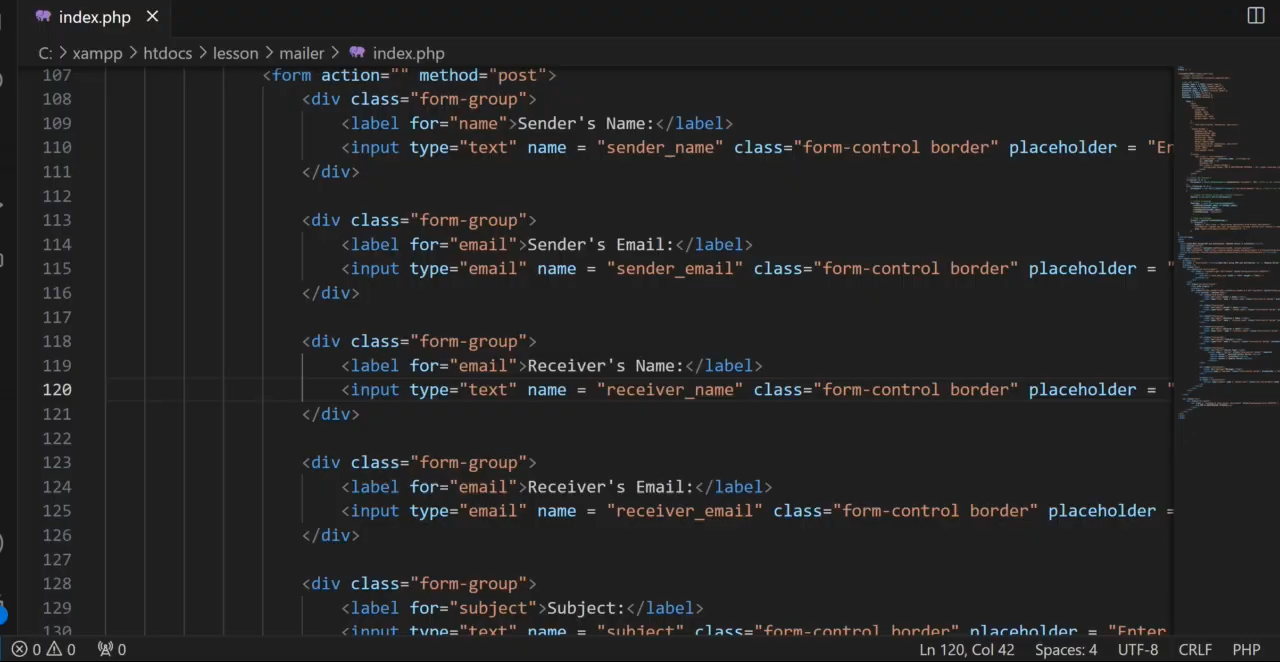 index.php
C: > xampp > htdocs > lesson > mailer > index.php
107 <form action="" method="post">
108 <div class="form-group">
109 <label for="name">Sender's Name:</label>
110 <input type="text" name = "sender_name" class="form-control border" placeholder = "En
111 </div>
112
113 <div class="form-group">
114 <label for="email">Sender's Email:</label>
115 <input type="email" name = "sender_email" class="form-control border" placeholder = "
116 </div>
117
118 <div class="form-group">
119 <label for="email">Receiver's Name:</label>
120 <input type="text" name = "receiver_name" class="form-control border" placeholder = "
121 </div>
122
123 <div class="form-group">
124 <label for="email">Receiver's Email:</label>
125 <input type="email" name = "receiver_email" class="form-control border" placeholder =
126 </div>
127
128 <div class="form-group">
129 <label for="subject">Subject:</label>
130 <input type="text" name = "subject" class="form-control border" placeholder = "Enter
0 0 0 Ln 120, Col 42 Spaces: 4 UTF-8 CRLF PHP